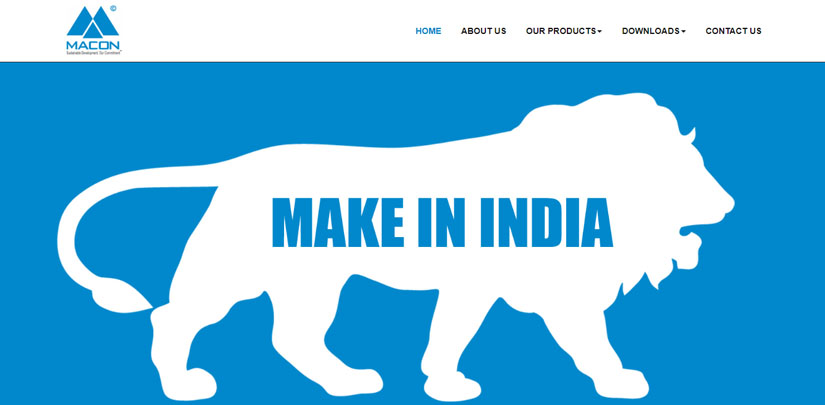 ©
MACON
Sustainable Development. Our Commitment
HOME
ABOUT US
OUR PRODUCTS
DOWNLOADS
CONTACT US
MAKE IN INDIA